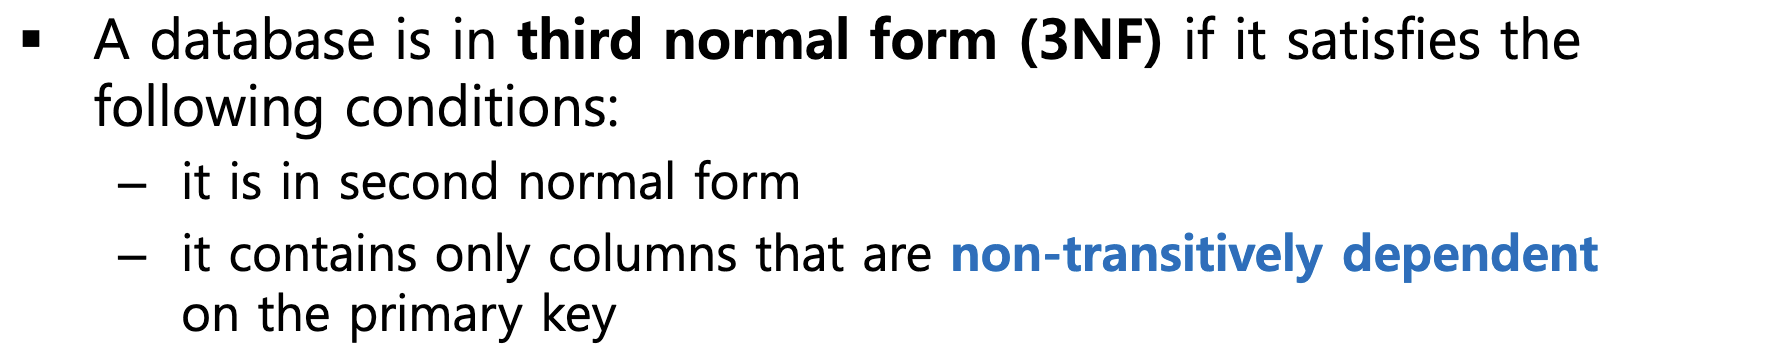 ▪ A database is in third normal form (3NF) if it satisfies the
following conditions:
– it is in second normal form
– it contains only columns that are non-transitively dependent
on the primary key